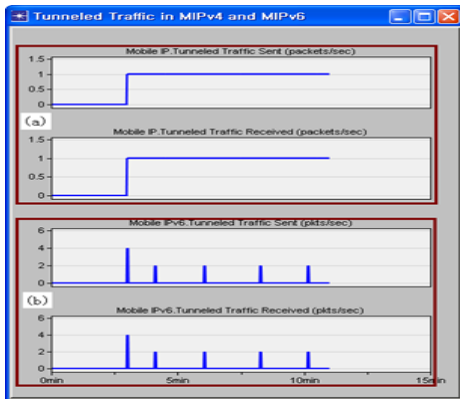 Tunneled Traffic in MIPv4 and MIPv6
Mobile IP.Tunneled Traffic Sent (packets/sec)
1.5
1
0.5
0
(a)
Mobile IP.Tunneled Traffic Received (packets/sec)
1.5
1
0.5
0
Mobile IPv6.Tunneled Traffic Sent (pkts/sec)
6
4
2
0
(b)
Mobile IPv6.Tunneled Traffic Received (pkts/sec)
6
4
2
0
0min 5min 10min 15min